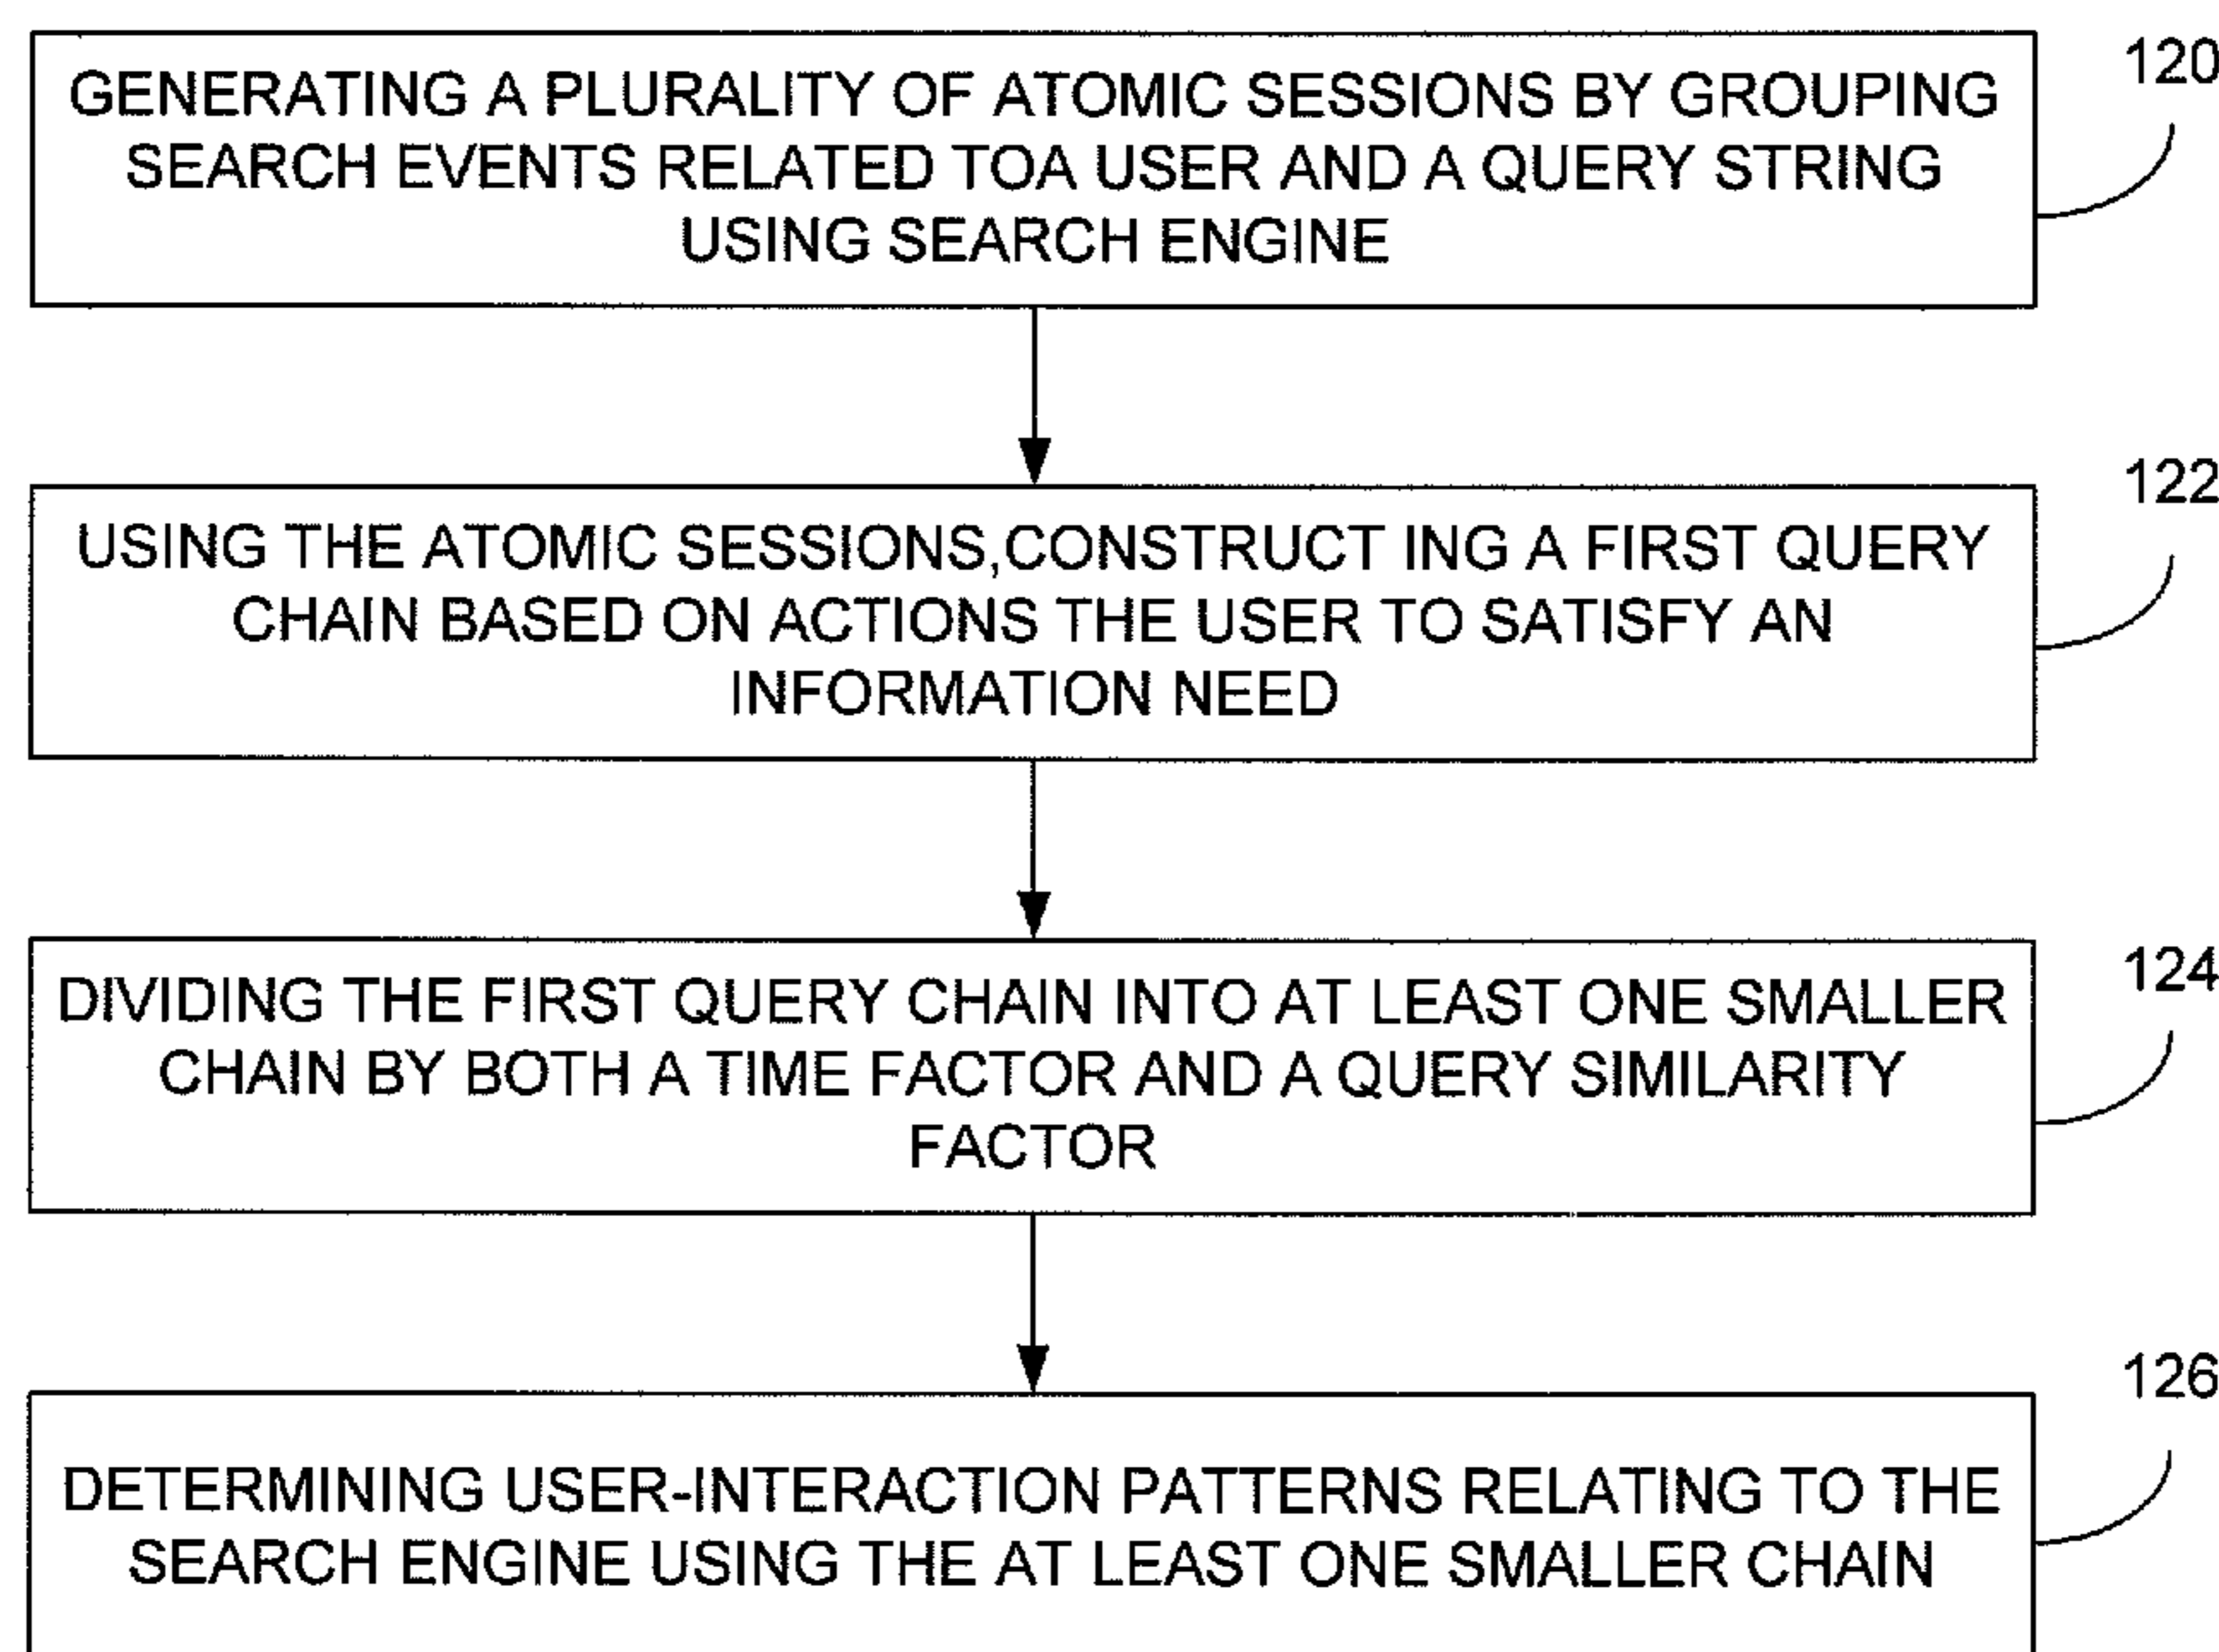 GENERATING A PLURALITY OF ATOMIC SESSIONS BY GROUPING
SEARCH EVENTS RELATED TOA USER AND A QUERY STRING
USING SEARCH ENGINE
120
USING THE ATOMIC SESSIONS,CONSTRUCT ING A FIRST QUERY
CHAIN BASED ON ACTIONS THE USER TO SATISFY AN
INFORMATION NEED
122
DIVIDING THE FIRST QUERY CHAIN INTO AT LEAST ONE SMALLER
CHAIN BY BOTH A TIME FACTOR AND A QUERY SIMILARITY
FACTOR
124
DETERMINING USER-INTERACTION PATTERNS RELATING TO THE
SEARCH ENGINE USING THE AT LEAST ONE SMALLER CHAIN
126